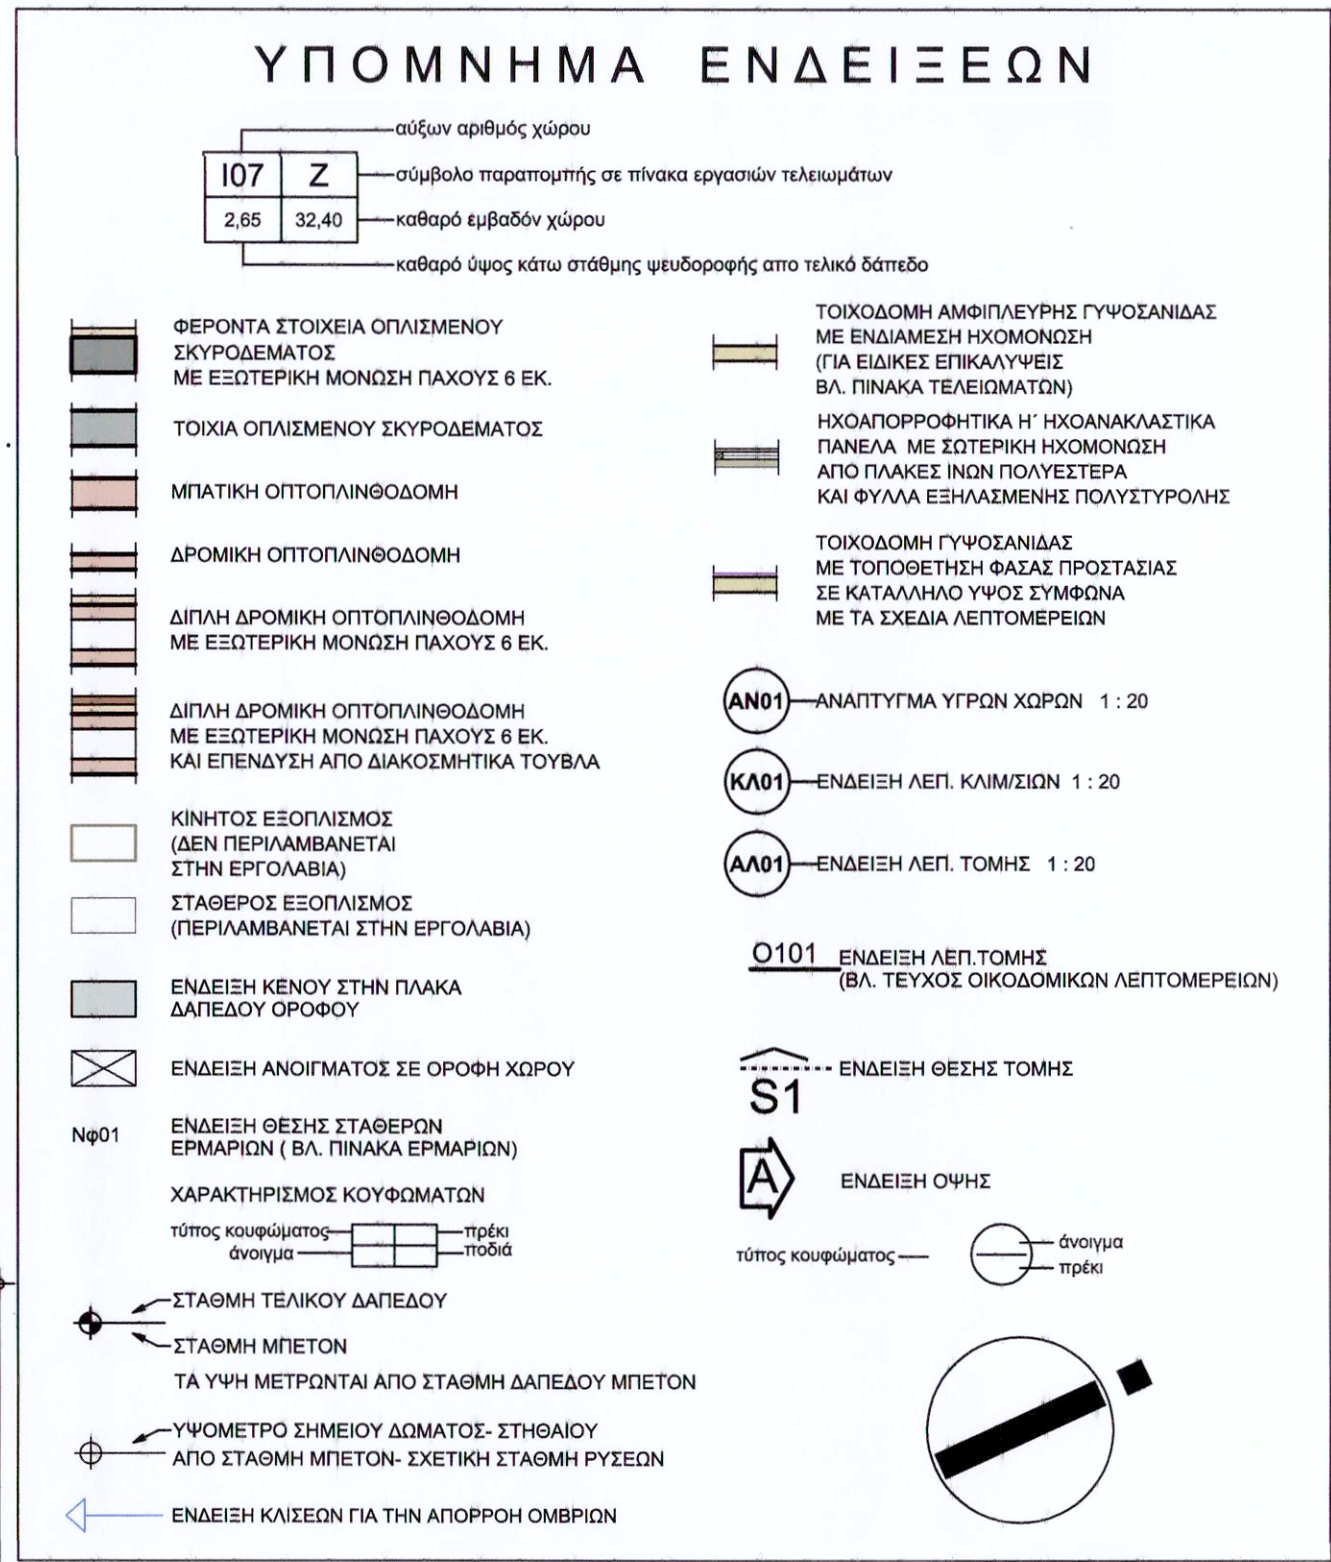 ΥΠΟΜΝΗΜΑ ΕΝΔΕΙΞΕΩΝ
αύξων αριθμός χώρου
Ι07 Ζ
σύμβολο παραπομπής σε πίνακα εργασιών τελειωμάτων
2,65 32,40
καθαρό εμβαδόν χώρου
καθαρό ύψος κάτω στάθμης ψευδοροφής απο τελικό δάπεδο
ΦΕΡΟΝΤΑ ΣΤΟΙΧΕΙΑ ΟΠΛΙΣΜΕΝΟΥ
ΣΚΥΡΟΔΕΜΑΤΟΣ
ΜΕ ΕΞΩΤΕΡΙΚΗ ΜΟΝΩΣΗ ΠΑΧΟΥΣ 6 ΕΚ.
ΤΟΙΧΙΑ ΟΠΛΙΣΜΕΝΟΥ ΣΚΥΡΟΔΕΜΑΤΟΣ
ΜΠΑΤΙΚΗ ΟΠΤΟΠΛΙΝΘΟΔΟΜΗ
ΔΡΟΜΙΚΗ ΟΠΤΟΠΛΙΝΘΟΔΟΜΗ
ΔΙΠΛΗ ΔΡΟΜΙΚΗ ΟΠΤΟΠΛΙΝΘΟΔΟΜΗ
ΜΕ ΕΞΩΤΕΡΙΚΗ ΜΟΝΩΣΗ ΠΑΧΟΥΣ 6 ΕΚ.
ΔΙΠΛΗ ΔΡΟΜΙΚΗ ΟΠΤΟΠΛΙΝΘΟΔΟΜΗ
ΜΕ ΕΞΩΤΕΡΙΚΗ ΜΟΝΩΣΗ ΠΑΧΟΥΣ 6 ΕΚ.
ΚΑΙ ΕΠΕΝΔΥΣΗ ΑΠΟ ΔΙΑΚΟΣΜΗΤΙΚΑ ΤΟΥΒΛΑ
ΚΙΝΗΤΟΣ ΕΞΟΠΛΙΣΜΟΣ
(ΔΕΝ ΠΕΡΙΛΑΜΒΑΝΕΤΑΙ
ΣΤΗΝ ΕΡΓΟΛΑΒΙΑ)
ΣΤΑΘΕΡΟΣ ΕΞΟΠΛΙΣΜΟΣ
(ΠΕΡΙΛΑΜΒΑΝΕΤΑΙ ΣΤΗΝ ΕΡΓΟΛΑΒΙΑ)
ΕΝΔΕΙΞΗ ΚΕΝΟΥ ΣΤΗΝ ΠΛΑΚΑ
ΔΑΠΕΔΟΥ ΟΡΟΦΟΥ
ΕΝΔΕΙΞΗ ΑΝΟΙΓΜΑΤΟΣ ΣΕ ΟΡΟΦΗ ΧΩΡΟΥ
Νφ01
ΕΝΔΕΙΞΗ ΘΕΣΗΣ ΣΤΑΘΕΡΩΝ
ΕΡΜΑΡΙΩΝ ( ΒΛ. ΠΙΝΑΚΑ ΕΡΜΑΡΙΩΝ)
ΧΑΡΑΚΤΗΡΙΣΜΟΣ ΚΟΥΦΩΜΑΤΩΝ
τύπος κουφώματος πρέκι
άνοιγμα ποδιά
ΣΤΑΘΜΗ ΤΕΛΙΚΟΥ ΔΑΠΕΔΟΥ
ΣΤΑΘΜΗ ΜΠΕΤΟΝ
ΤΑ ΥΨΗ ΜΕΤΡΩΝΤΑΙ ΑΠΟ ΣΤΑΘΜΗ ΔΑΠΕΔΟΥ ΜΠΕΤΟΝ
ΥΨΟΜΕΤΡΟ ΣΗΜΕΙΟΥ ΔΩΜΑΤΟΣ- ΣΤΗΘΑΙΟΥ
ΑΠΟ ΣΤΑΘΜΗ ΜΠΕΤΟΝ- ΣΧΕΤΙΚΗ ΣΤΑΘΜΗ ΡΥΣΕΩΝ
ΕΝΔΕΙΞΗ ΚΛΙΣΕΩΝ ΓΙΑ ΤΗΝ ΑΠΟΡΡΟΗ ΟΜΒΡΙΩΝ
ΤΟΙΧΟΔΟΜΗ ΑΜΦΙΠΛΕΥΡΗΣ ΓΥΨΟΣΑΝΙΔΑΣ
ΜΕ ΕΝΔΙΑΜΕΣΗ ΗΧΟΜΟΝΩΣΗ
(ΓΙΑ ΕΙΔΙΚΕΣ ΕΠΙΚΑΛΥΨΕΙΣ
ΒΛ. ΠΙΝΑΚΑ ΤΕΛΕΙΩΜΑΤΩΝ)
ΗΧΟΑΠΟΡΡΟΦΗΤΙΚΑ Η΄ ΗΧΟΑΝΑΚΛΑΣΤΙΚΑ
ΠΑΝΕΛΑ ΜΕ ΣΩΤΕΡΙΚΗ ΗΧΟΜΟΝΩΣΗ
ΑΠΟ ΠΛΑΚΕΣ ΙΝΩΝ ΠΟΛΥΕΣΤΕΡΑ
ΚΑΙ ΦΥΛΛΑ ΕΞΗΛΑΣΜΕΝΗΣ ΠΟΛΥΣΤΥΡΟΛΗΣ
ΤΟΙΧΟΔΟΜΗ ΓΥΨΟΣΑΝΙΔΑΣ
ΜΕ ΤΟΠΟΘΕΤΗΣΗ ΦΑΣΑΣ ΠΡΟΣΤΑΣΙΑΣ
ΣΕ ΚΑΤΑΛΛΗΛΟ ΥΨΟΣ ΣΥΜΦΩΝΑ
ΜΕ ΤΑ ΣΧΕΔΙΑ ΛΕΠΤΟΜΕΡΕΙΩΝ
ΑΝ01 ΑΝΑΠΤΥΓΜΑ ΥΓΡΩΝ ΧΩΡΩΝ 1 : 20
ΚΛ01 ΕΝΔΕΙΞΗ ΛΕΠ. ΚΛΙΜ/ΣΙΩΝ 1 : 20
ΑΛ01 ΕΝΔΕΙΞΗ ΛΕΠ. ΤΟΜΗΣ 1 : 20
Ο101 ΕΝΔΕΙΞΗ ΛΕΠ.ΤΟΜΗΣ
(ΒΛ. ΤΕΥΧΟΣ ΟΙΚΟΔΟΜΙΚΩΝ ΛΕΠΤΟΜΕΡΕΙΩΝ)
S1 ΕΝΔΕΙΞΗ ΘΕΣΗΣ ΤΟΜΗΣ
Α ΕΝΔΕΙΞΗ ΟΨΗΣ
τύπος κουφώματος άνοιγμα
πρέκι